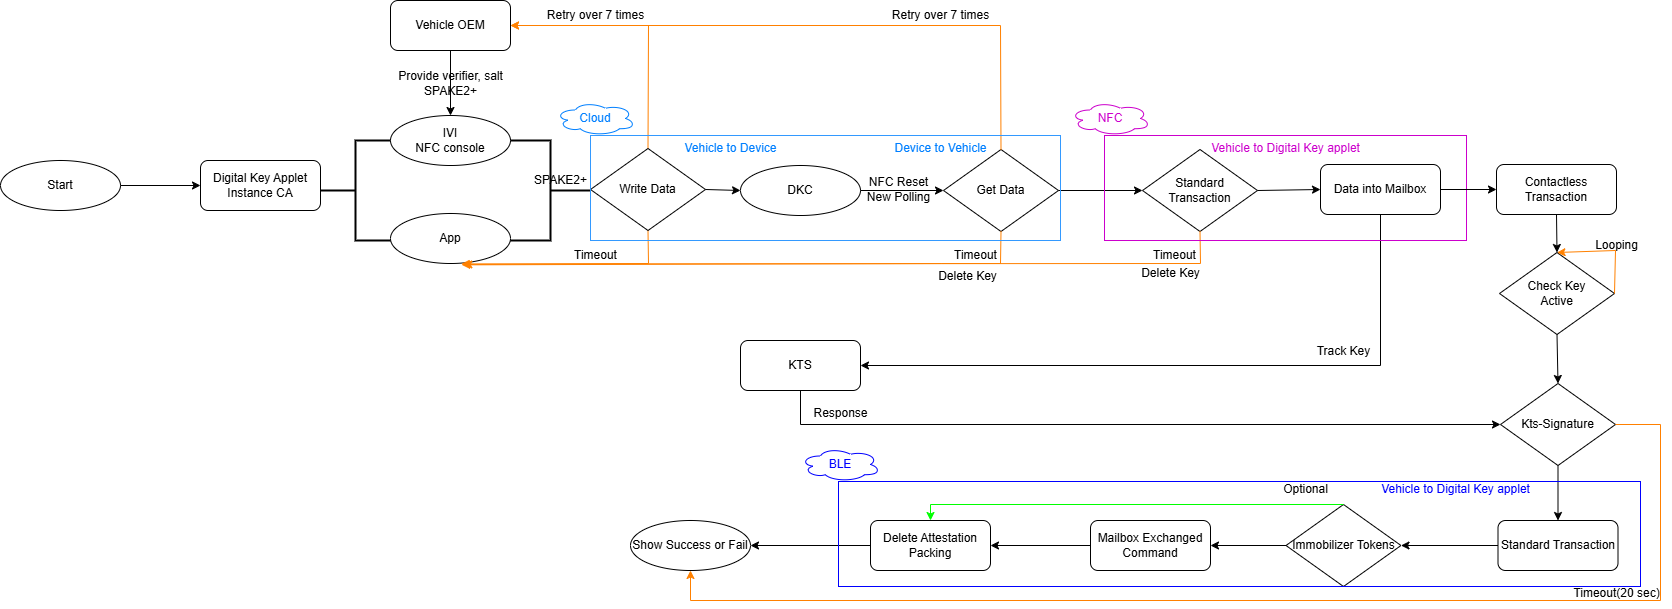 Vehicle OEM
Retry over 7 times
Retry over 7 times
Provide verifier, salt
SPAKE2+
Cloud
NFC
IVI
NFC console
Vehicle to Device
Device to Vehicle
Vehicle to Digital Key applet
Start
Digital Key Applet
Instance CA
SPAKE2+
Write Data
DKC
NFC Reset
New Polling
Get Data
Standard
Transaction
Data into Mailbox
Contactless
Transaction
App
Timeout
Timeout
Delete Key
Timeout
Delete Key
Looping
Check Key
Active
KTS
Track Key
Response
Kts-Signature
BLE
Optional
Vehicle to Digital Key applet
Show Success or Fail
Delete Attestation
Packing
Mailbox Exchanged
Command
Immobilizer Tokens
Standard Transaction
Timeout(20 sec)